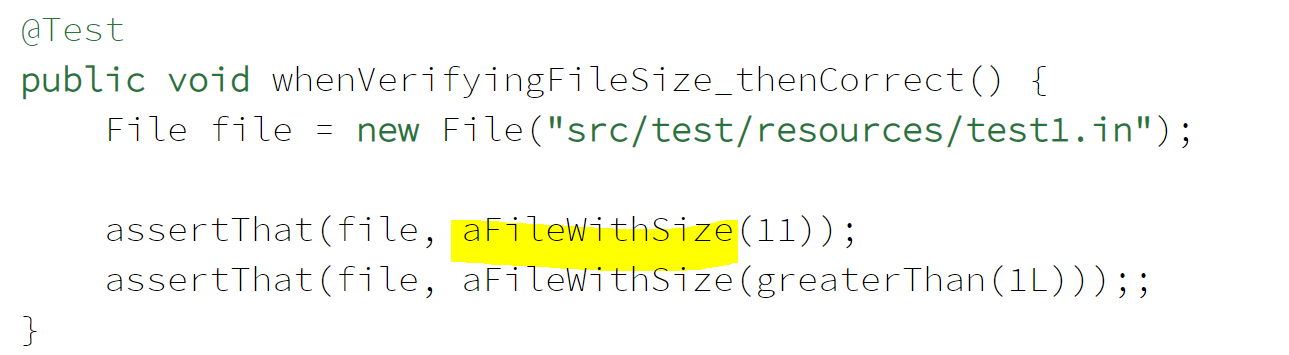 @Test
public void whenVerifyingFileSize_thenCorrect() {
    File file = new File("src/test/resources/test1.in");
    assertThat(file, aFileWithSize(11));
    assertThat(file, aFileWithSize(greaterThan(1L)));;
}